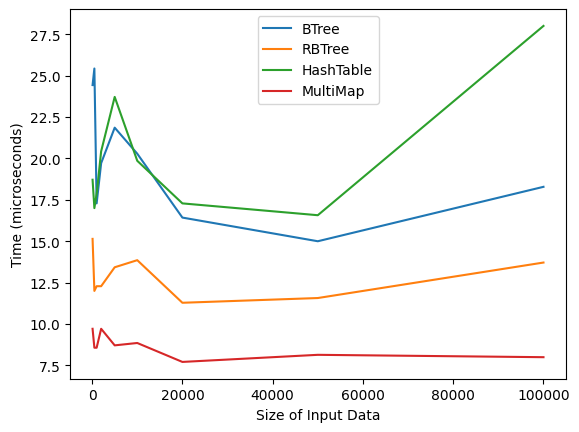 BTree
RBTree
HashTable
MultiMap
27.5
25.0
22.5
20.0
17.5
15.0
12.5
10.0
7.5
Time (microseconds)
0 20000 40000 60000 80000 100000
Size of Input Data